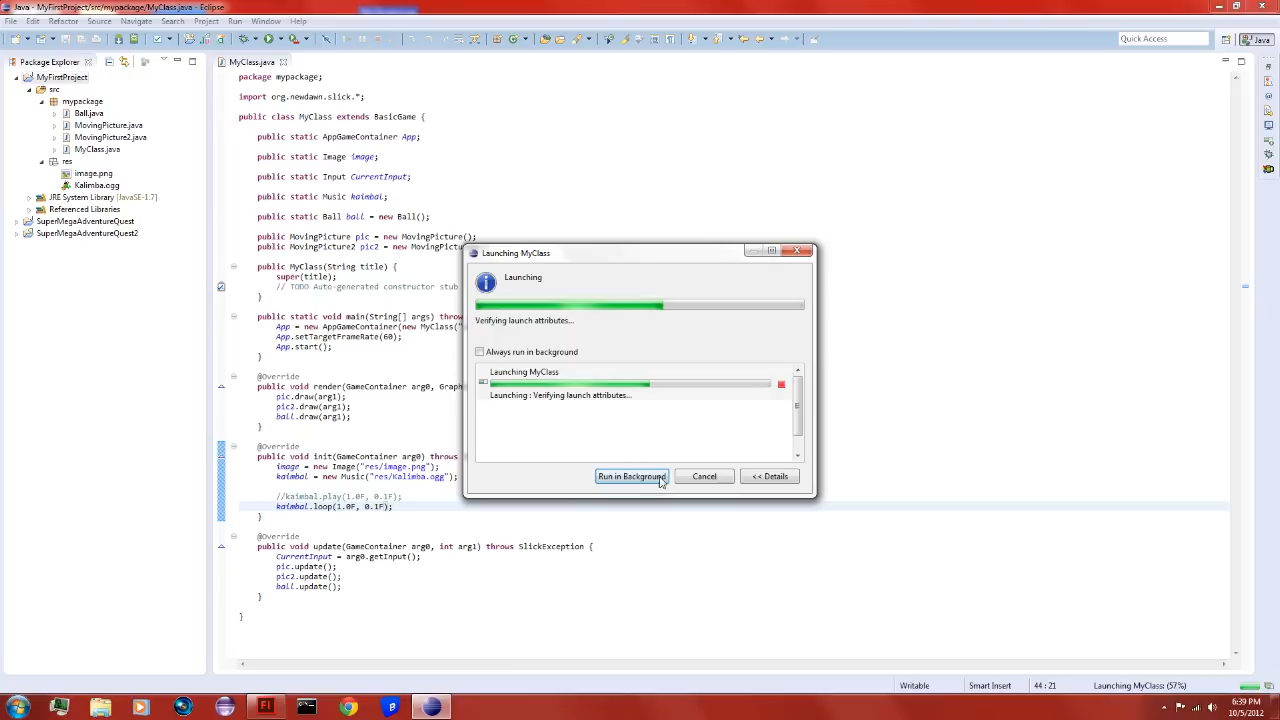 Java - MyFirstProject/src/mypackage/MyClass.java - Eclipse
File Edit Refactor Source Navigate Search Project Run Window Help
Quick Access
Java
Package Explorer
MyClass.java
MyFirstProject
src
mypackage
Ball.java
MovingPicture.java
MovingPicture2.java
MyClass.java
res
image.png
Kalimba.ogg
JRE System Library [JavaSE-1.7]
Referenced Libraries
SuperMegaAdventureQuest
SuperMegaAdventureQuest2
package mypackage;
import org.newdawn.slick.*;
public class MyClass extends BasicGame {
public static AppGameContainer App;
public static Image image;
public static Input CurrentInput;
public static Music kaimbal;
public static Ball ball = new Ball();
public MovingPicture pic = new MovingPicture();
public MovingPicture2 pic2 = new MovingPictu
public MyClass(String title) {
super(title);
// TODO Auto-generated constructor stub
}
public static void main(String[] args) throw
App = new AppGameContainer(new MyClass("
App.setTargetFrameRate(60);
App.start();
}
@Override
public void render(GameContainer arg0, Graph
pic.draw(arg1);
pic2.draw(arg1);
ball.draw(arg1);
}
@Override
public void init(GameContainer arg0) throws
image = new Image("res/image.png");
kaimbal = new Music("res/Kalimba.ogg");
//kaimbal.play(1.0F, 0.1F);
kaimbal.loop(1.0F, 0.1F);
}
@Override
public void update(GameContainer arg0, int arg1) throws SlickException {
CurrentInput = arg0.getInput();
pic.update();
pic2.update();
ball.update();
}
}
Launching MyClass
Launching
Verifying launch attributes...
Always run in background
Launching MyClass
Launching : Verifying launch attributes...
Run in Background
Cancel
<< Details
Writable
Smart Insert
44 : 21
Launching MyClass: (57%)
6:39 PM
10/5/2012